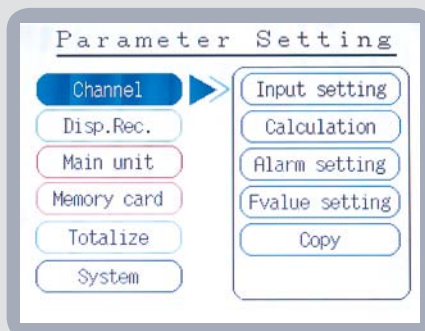 Parameter Setting
Channel
Disp.Rec.
Main unit
Memory card
Totalize
System
Input setting
Calculation
Alarm setting
Fvalue setting
Copy